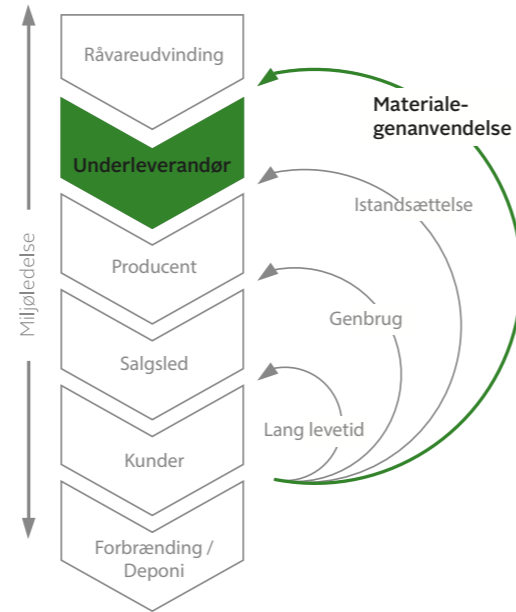 Råvareudvinding
Underleverandør
Producent
Salgsled
Kunder
Forbrænding /
Deponi
Miljøledelse
Materiale-
genanvendelse
Istandsættelse
Genbrug
Lang levetid